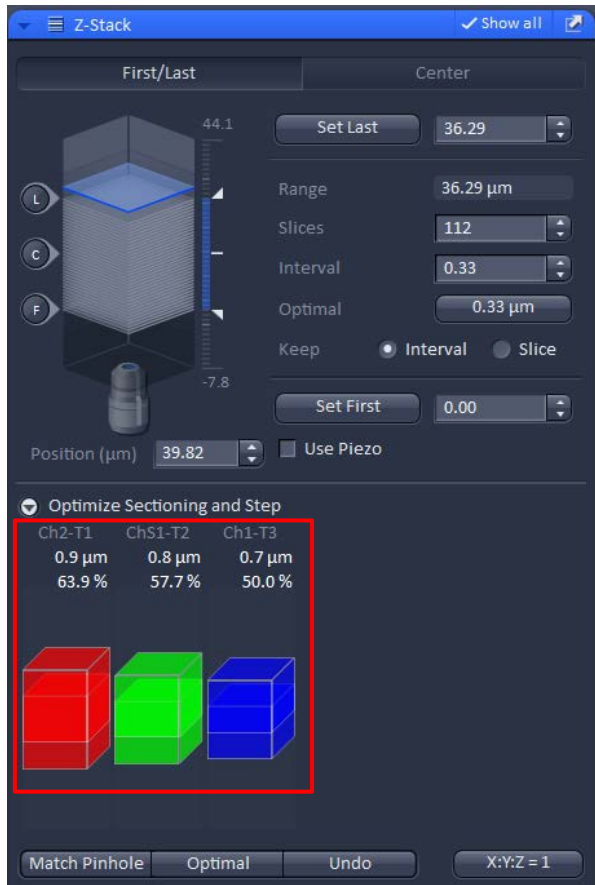 Z-Stack Show all
First/Last Center
44.1 Set Last 36.29
L Range 36.29 µm
Slices 112
C Interval 0.33
F Optimal 0.33 µm
Keep Interval Slice
-7.8
Set First 0.00
Position (µm) 39.82 Use Piezo
Optimize Sectioning and Step
Ch2-T1 ChS1-T2 Ch1-T3
0.9 µm 0.8 µm 0.7 µm
63.9 % 57.7 % 50.0 %
Match Pinhole Optimal Undo X:Y:Z = 1